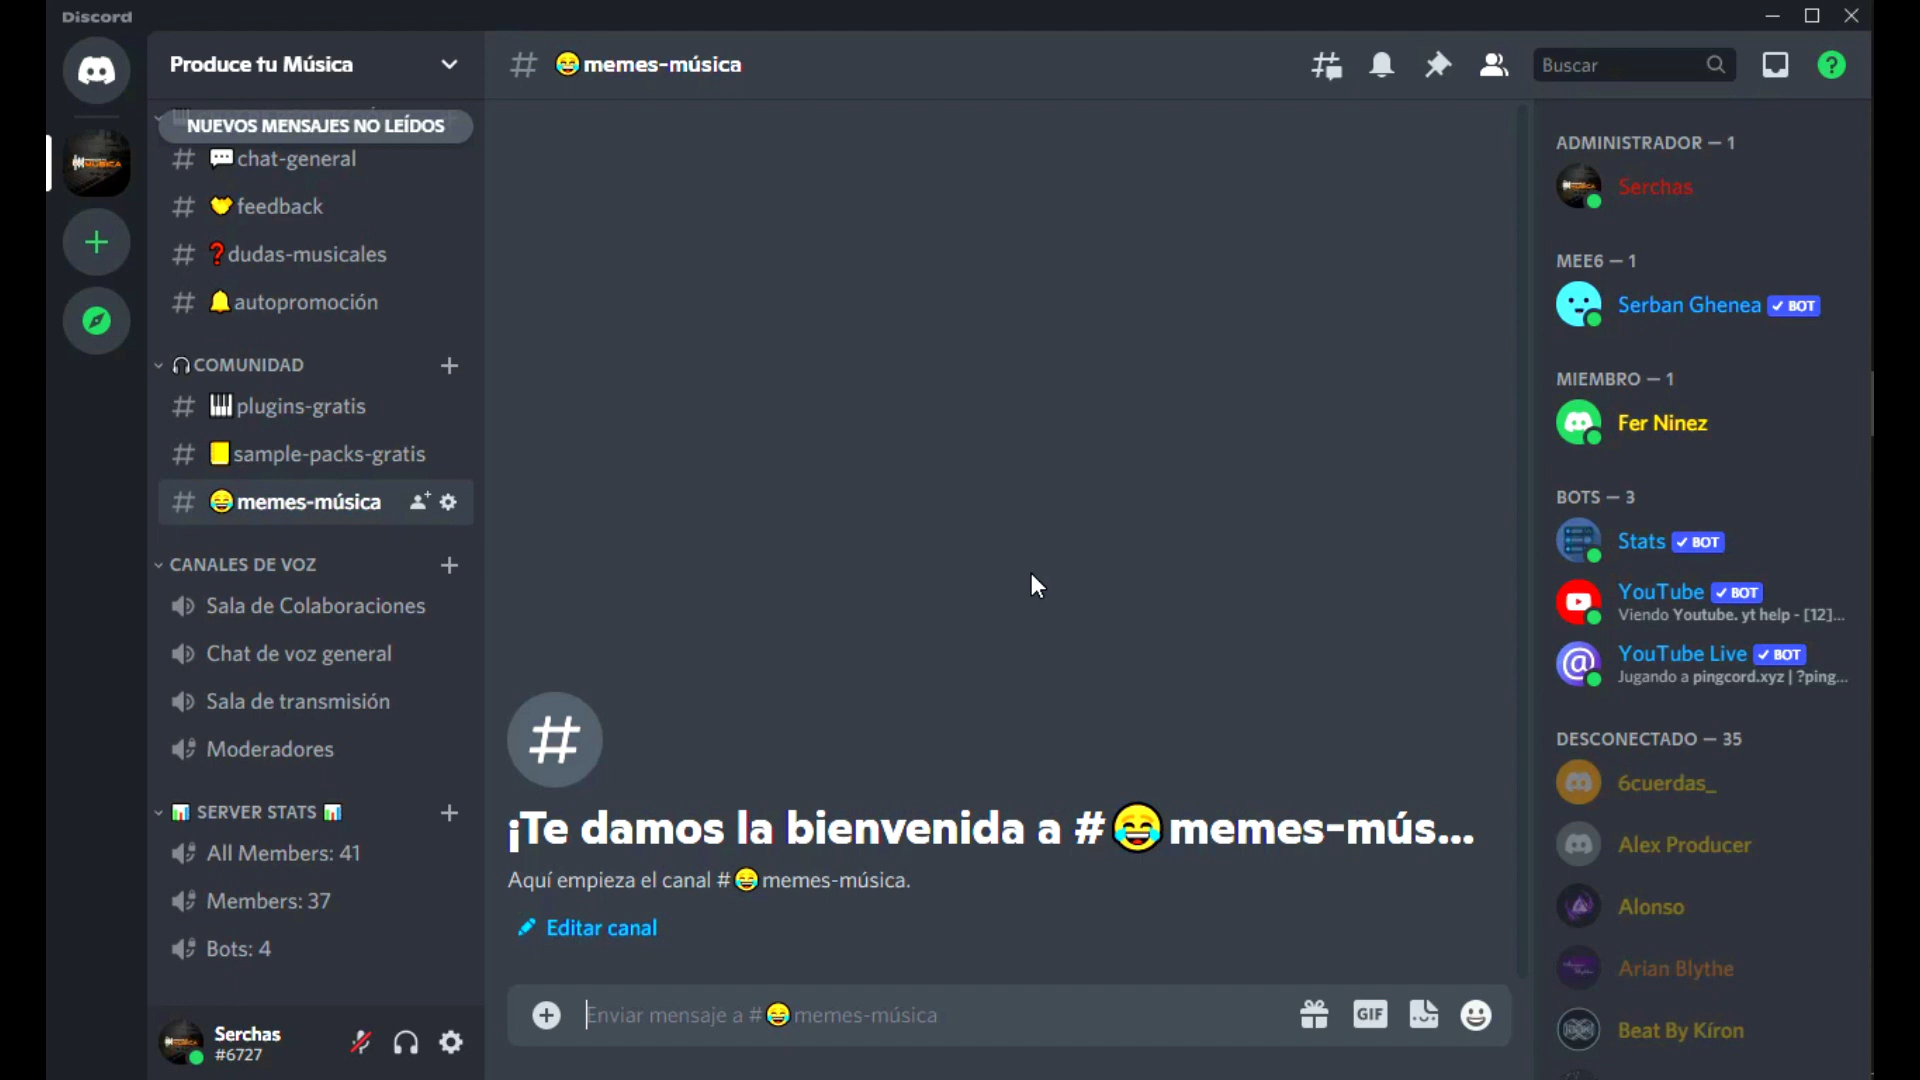 Discord
Produce tu Música
NUEVOS MENSAJES NO LEÍDOS
# 💬chat-general
# feedback
# ❓dudas-musicales
# 🔔autopromoción
🎧COMUNIDAD
# 🎹plugins-gratis
# 📒sample-packs-gratis
# 😂memes-música
CANALES DE VOZ
Sala de Colaboraciones
Chat de voz general
Sala de transmisión
Moderadores
📊 SERVER STATS 📊
All Members: 41
Members: 37
Bots: 4
Serchas
#6727
# 😂memes-música
Buscar
?
#
¡Te damos la bienvenida a #😂memes-mús...
Aquí empieza el canal #😂memes-música.
Editar canal
Enviar mensaje a #😂memes-música
GIF
ADMINISTRADOR — 1
Serchas
MEE6 — 1
Serban Ghenea ✓ BOT
MIEMBRO — 1
Fer Ninez
BOTS — 3
Stats ✓ BOT
YouTube ✓ BOT
Viendo Youtube. yt help - [12]...
YouTube Live ✓ BOT
Jugando a pingcord.xyz | ?ping...
DESCONECTADO — 35
6cuerdas_
Alex Producer
Alonso
Arian Blythe
Beat By Kíron